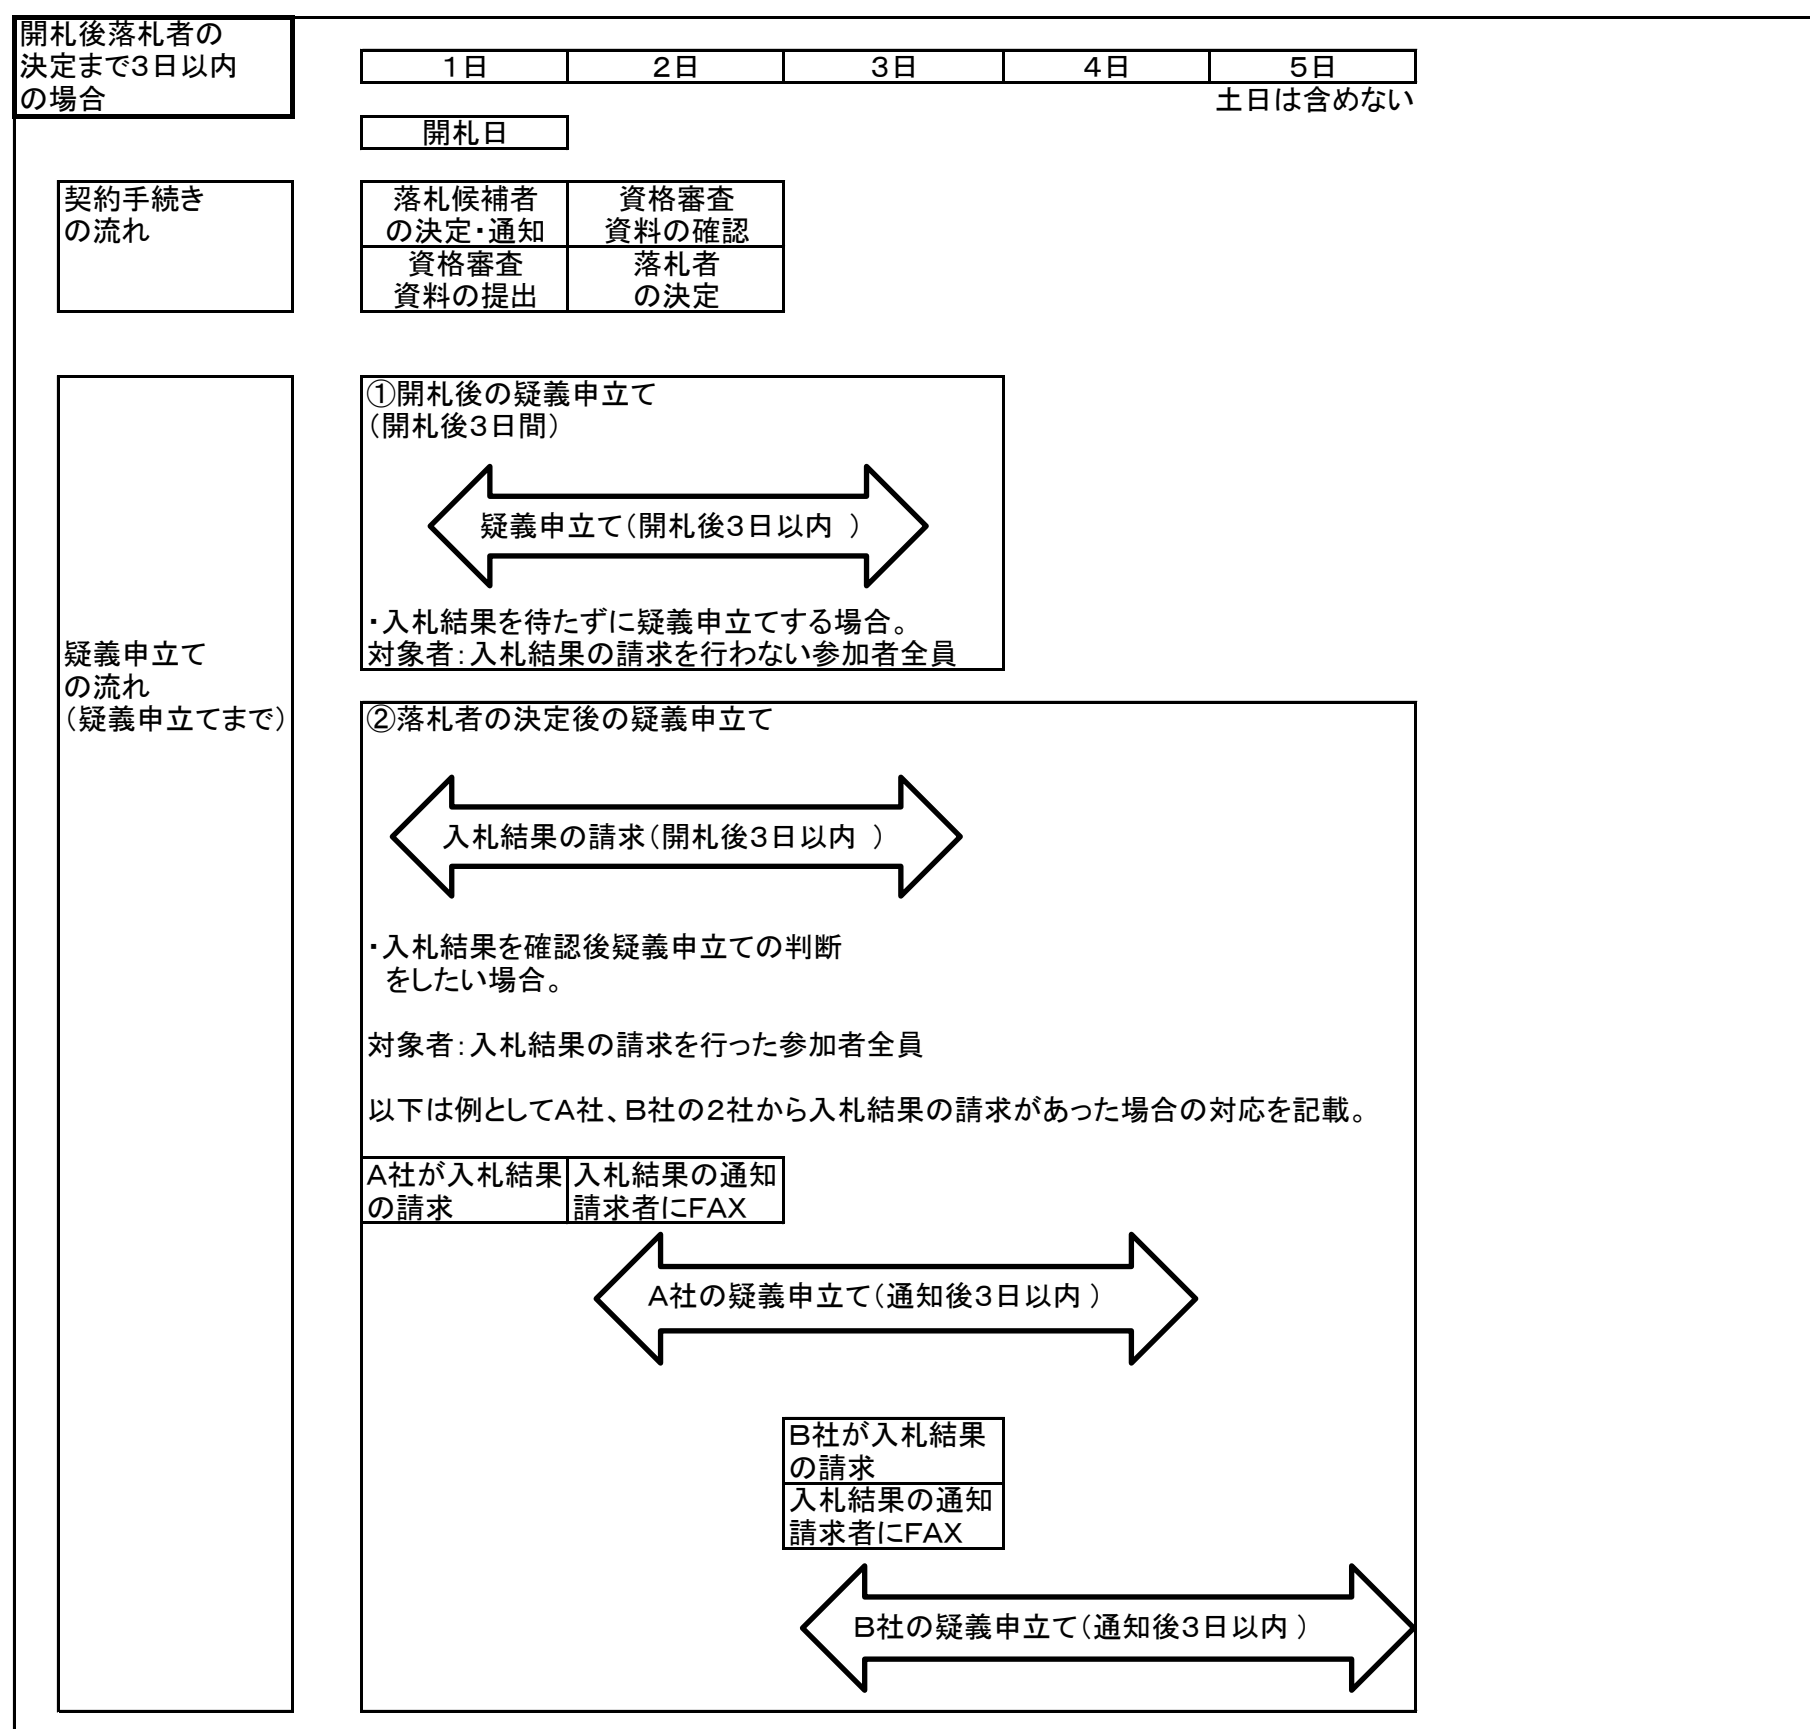 開札後落札者の
決定まで3日以内
の場合
1日 2日 3日 4日 5日
土日は含めない
開札日
契約手続き
の流れ
落札候補者
の決定・通知
資格審査
資料の確認
資格審査
資料の提出
落札者
の決定
疑義申立て
の流れ
(疑義申立てまで)
①開札後の疑義申立て
(開札後3日間)
疑義申立て(開札後3日以内 )
・入札結果を待たずに疑義申立てする場合。
対象者:入札結果の請求を行わない参加者全員
②落札者の決定後の疑義申立て
入札結果の請求(開札後3日以内 )
・入札結果を確認後疑義申立ての判断
をしたい場合。
対象者:入札結果の請求を行った参加者全員
以下は例としてA社、B社の2社から入札結果の請求があった場合の対応を記載。
A社が入札結果
の請求
入札結果の通知
請求者にFAX
A社の疑義申立て(通知後3日以内 )
B社が入札結果
の請求
入札結果の通知
請求者にFAX
B社の疑義申立て(通知後3日以内 )